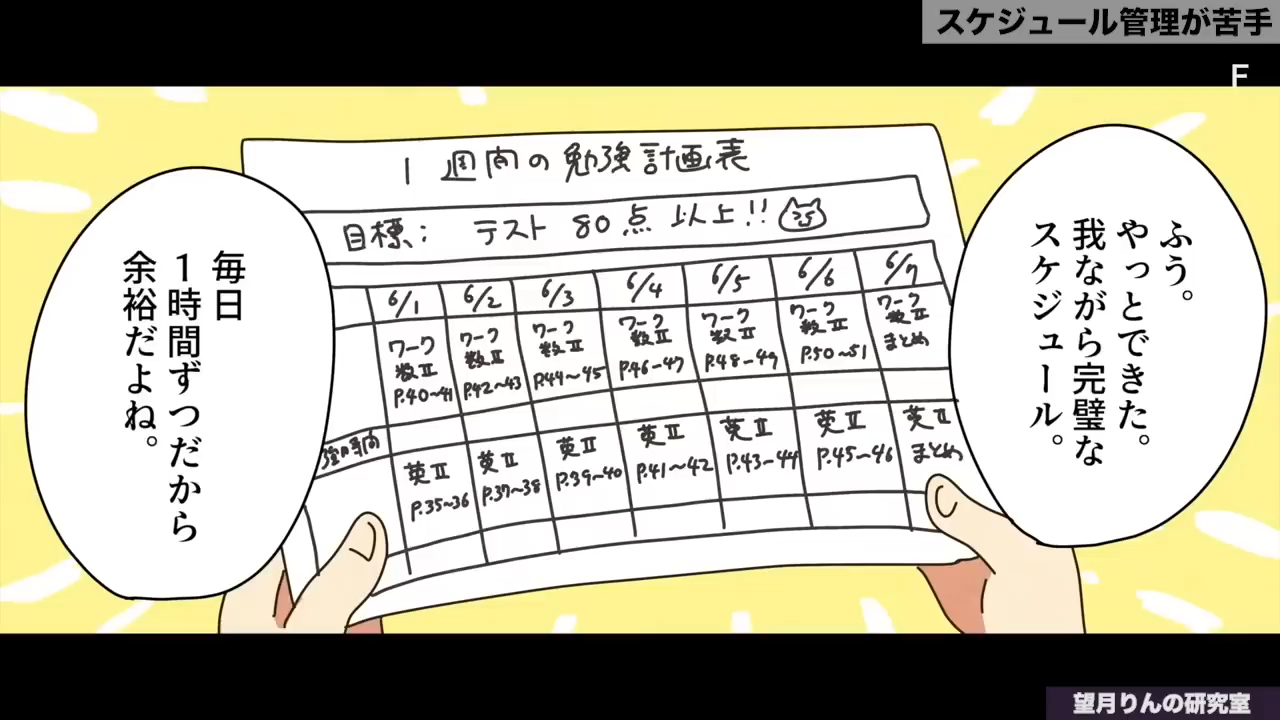 スケジュール管理が苦手
F
ふう。
やっとできた。
我ながら完璧な
スケジュール。
1週間の勉強計画表
目標: テスト 80点 以上!!
6/1 6/2 6/3 6/4 6/5 6/6 6/7
ワーク 数Ⅱ P.40~41
ワーク 数Ⅱ P.42~43
ワーク 数Ⅱ P.44~45
ワーク 数Ⅱ P.46-47
ワーク 数Ⅱ P.48-49
ワーク 数Ⅱ P.50~51
ワーク 数Ⅱ まとめ
英Ⅱ P.35~36
英Ⅱ P.37~38
英Ⅱ P.39~40
英Ⅱ P.41~42
英Ⅱ P.43-44
英Ⅱ P.45~46
英Ⅱ まとめ
毎日
1時間ずつだから
余裕だよね。
望月りんの研究室